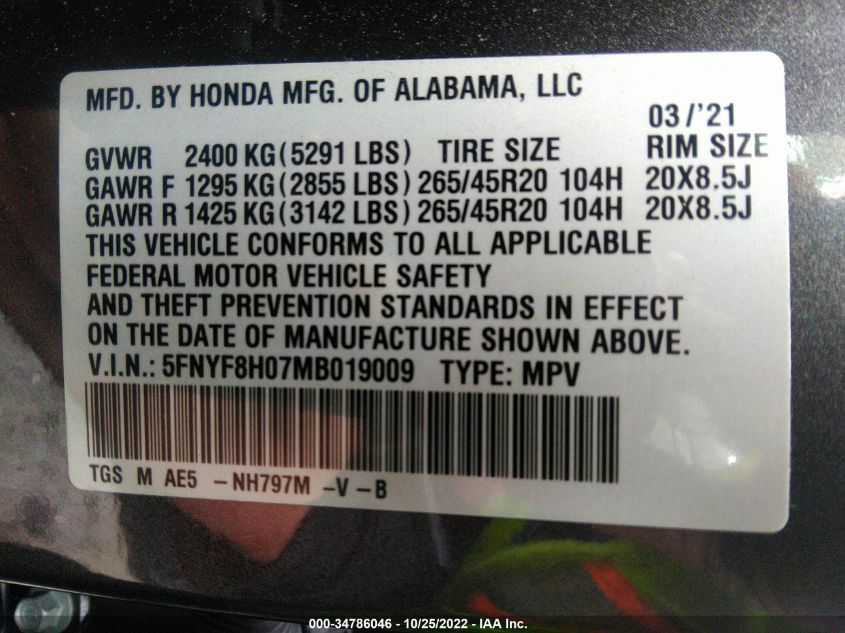 MFD. BY HONDA MFG. OF ALABAMA, LLC
03/'21
GVWR 2400 KG (5291 LBS) TIRE SIZE RIM SIZE
GAWR F 1295 KG (2855 LBS) 265/45R20 104H 20X8.5J
GAWR R 1425 KG (3142 LBS) 265/45R20 104H 20X8.5J
THIS VEHICLE CONFORMS TO ALL APPLICABLE
FEDERAL MOTOR VEHICLE SAFETY
AND THEFT PREVENTION STANDARDS IN EFFECT
ON THE DATE OF MANUFACTURE SHOWN ABOVE.
V.I.N.: 5FNYF8H07MB019009 TYPE: MPV
TGS M AE5 -NH797M -V -B
000-34786046 - 10/25/2022 - IAA Inc.